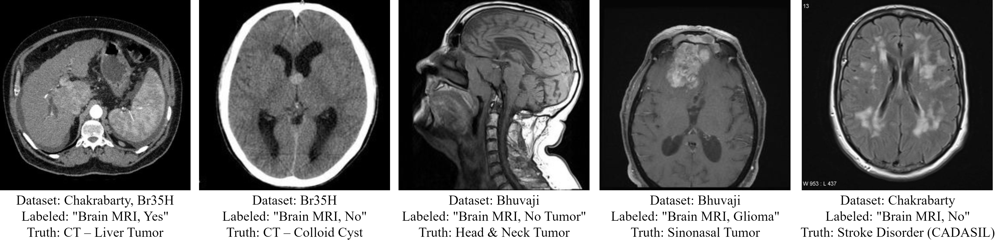 13
W 953 : L 437
Dataset: Chakrabarty, Br35H
Labeled: "Brain MRI, Yes"
Truth: CT – Liver Tumor
Dataset: Br35H
Labeled: "Brain MRI, No"
Truth: CT – Colloid Cyst
Dataset: Bhuvaji
Labeled: "Brain MRI, No Tumor"
Truth: Head & Neck Tumor
Dataset: Bhuvaji
Labeled: "Brain MRI, Glioma"
Truth: Sinonasal Tumor
Dataset: Chakrabarty
Labeled: "Brain MRI, No"
Truth: Stroke Disorder (CADASIL)